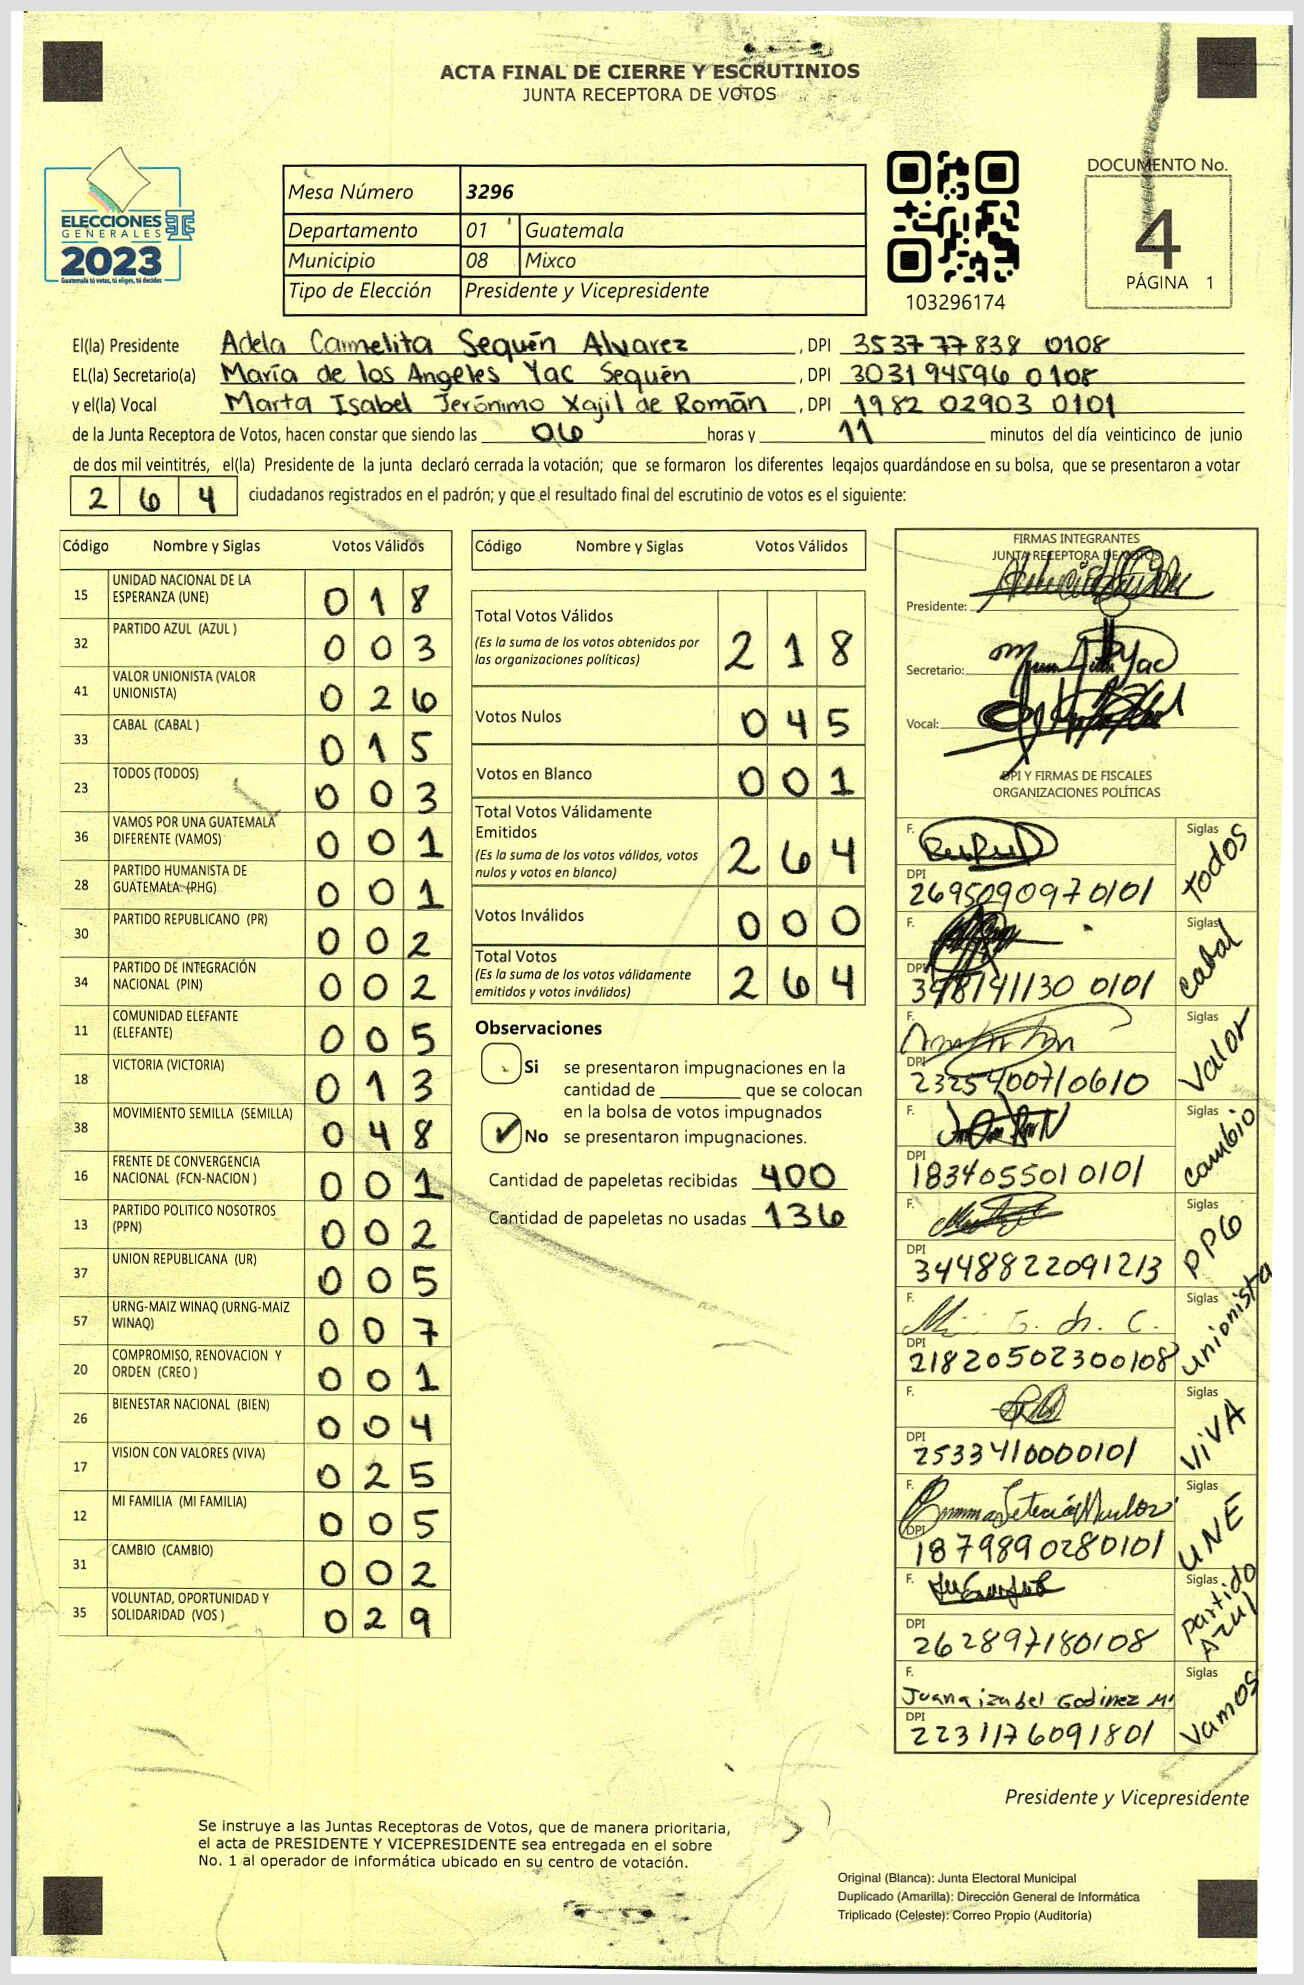 ACTA FINAL DE CIERRE Y ESCRUTINIOS
JUNTA RECEPTORA DE VOTOS
ELECCIONES
GENERALES
2023
Guatemala tú votas, tú eliges, tú decides
Mesa Número 3296
Departamento 01 Guatemala
Municipio 08 Mixco
Tipo de Elección Presidente y Vicepresidente
103296174
DOCUMENTO No.
4
PÁGINA 1
El(la) Presidente Adela Carmelita Sequén Alvarez , DPI 3537 77838 0108
EL(la) Secretario(a) María de los Angeles Yac Sequén , DPI 3031 94596 0108
y el(la) Vocal Marta Isabel Jerónimo Xajil de Román , DPI 1982 02903 0101
de la Junta Receptora de Votos, hacen constar que siendo las 06 horas y 11 minutos del día veinticinco de junio
de dos mil veintitrés, el(la) Presidente de la junta declaró cerrada la votación; que se formaron los diferentes legajos guardándose en su bolsa, que se presentaron a votar
2 6 4 ciudadanos registrados en el padrón; y que el resultado final del escrutinio de votos es el siguiente:
Código Nombre y Siglas Votos Válidos
15 UNIDAD NACIONAL DE LA ESPERANZA (UNE) 0 1 8
32 PARTIDO AZUL (AZUL ) 0 0 3
41 VALOR UNIONISTA (VALOR UNIONISTA) 0 2 6
33 CABAL (CABAL ) 0 1 5
23 TODOS (TODOS) 0 0 3
36 VAMOS POR UNA GUATEMALA DIFERENTE (VAMOS) 0 0 1
28 PARTIDO HUMANISTA DE GUATEMALA (PHG) 0 0 1
30 PARTIDO REPUBLICANO (PR) 0 0 2
34 PARTIDO DE INTEGRACIÓN NACIONAL (PIN) 0 0 2
11 COMUNIDAD ELEFANTE (ELEFANTE) 0 0 5
18 VICTORIA (VICTORIA) 0 1 3
38 MOVIMIENTO SEMILLA (SEMILLA) 0 4 8
16 FRENTE DE CONVERGENCIA NACIONAL (FCN-NACION ) 0 0 1
13 PARTIDO POLITICO NOSOTROS (PPN) 0 0 2
37 UNION REPUBLICANA (UR) 0 0 5
57 URNG-MAIZ WINAQ (URNG-MAIZ WINAQ) 0 0 7
20 COMPROMISO, RENOVACION Y ORDEN (CREO ) 0 0 1
26 BIENESTAR NACIONAL (BIEN) 0 0 4
17 VISION CON VALORES (VIVA) 0 2 5
12 MI FAMILIA (MI FAMILIA) 0 0 5
31 CAMBIO (CAMBIO) 0 0 2
35 VOLUNTAD, OPORTUNIDAD Y SOLIDARIDAD (VOS ) 0 2 9
Código Nombre y Siglas Votos Válidos
Total Votos Válidos
(Es la suma de los votos obtenidos por las organizaciones políticas) 2 1 8
Votos Nulos 0 4 5
Votos en Blanco 0 0 1
Total Votos Válidamente Emitidos
(Es la suma de los votos válidos, votos nulos y votos en blanco) 2 6 4
Votos Inválidos 0 0 0
Total Votos
(Es la suma de los votos válidamente emitidos y votos inválidos) 2 6 4
Observaciones
Si se presentaron impugnaciones en la
cantidad de ________ que se colocan
en la bolsa de votos impugnados
No se presentaron impugnaciones.
Cantidad de papeletas recibidas 400
Cantidad de papeletas no usadas 136
FIRMAS INTEGRANTES
JUNTA RECEPTORA DE VOTOS
Presidente:
Secretario:
Vocal:
DPI Y FIRMAS DE FISCALES
ORGANIZACIONES POLÍTICAS
F. Siglas Todos
DPI 2695090970101
F. Siglas Cabal
DPI 0101
F. Siglas Valor
DPI 2325400710610
F. Siglas cambio
DPI 1834055010101
F. Siglas PPG
DPI 3448822091213
F. Siglas unionista
DPI 21820502300108
F. Siglas VIVA
DPI 2533410000101
F. Siglas UNE
DPI 1879890280101
F. Siglas partido Azul
DPI 262897180108
F. Juana izabel Godinez M Siglas Vamos
DPI 2231176091801
Presidente y Vicepresidente
Se instruye a las Juntas Receptoras de Votos, que de manera prioritaria,
el acta de PRESIDENTE Y VICEPRESIDENTE sea entregada en el sobre
No. 1 al operador de informática ubicado en su centro de votación.
Original (Blanca): Junta Electoral Municipal
Duplicado (Amarilla): Dirección General de Informática
Triplicado (Celeste): Correo Propio (Auditoría)